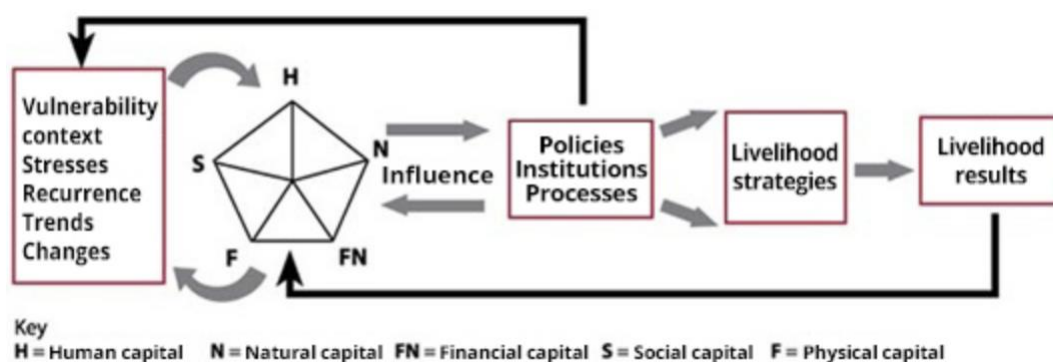 Vulnerability
context
Stresses
Recurrence
Trends
Changes
H
S
N
F
FN
Influence
Policies
Institutions
Processes
Livelihood
strategies
Livelihood
results
Key
H = Human capital N = Natural capital FN = Financial capital S = Social capital F = Physical capital